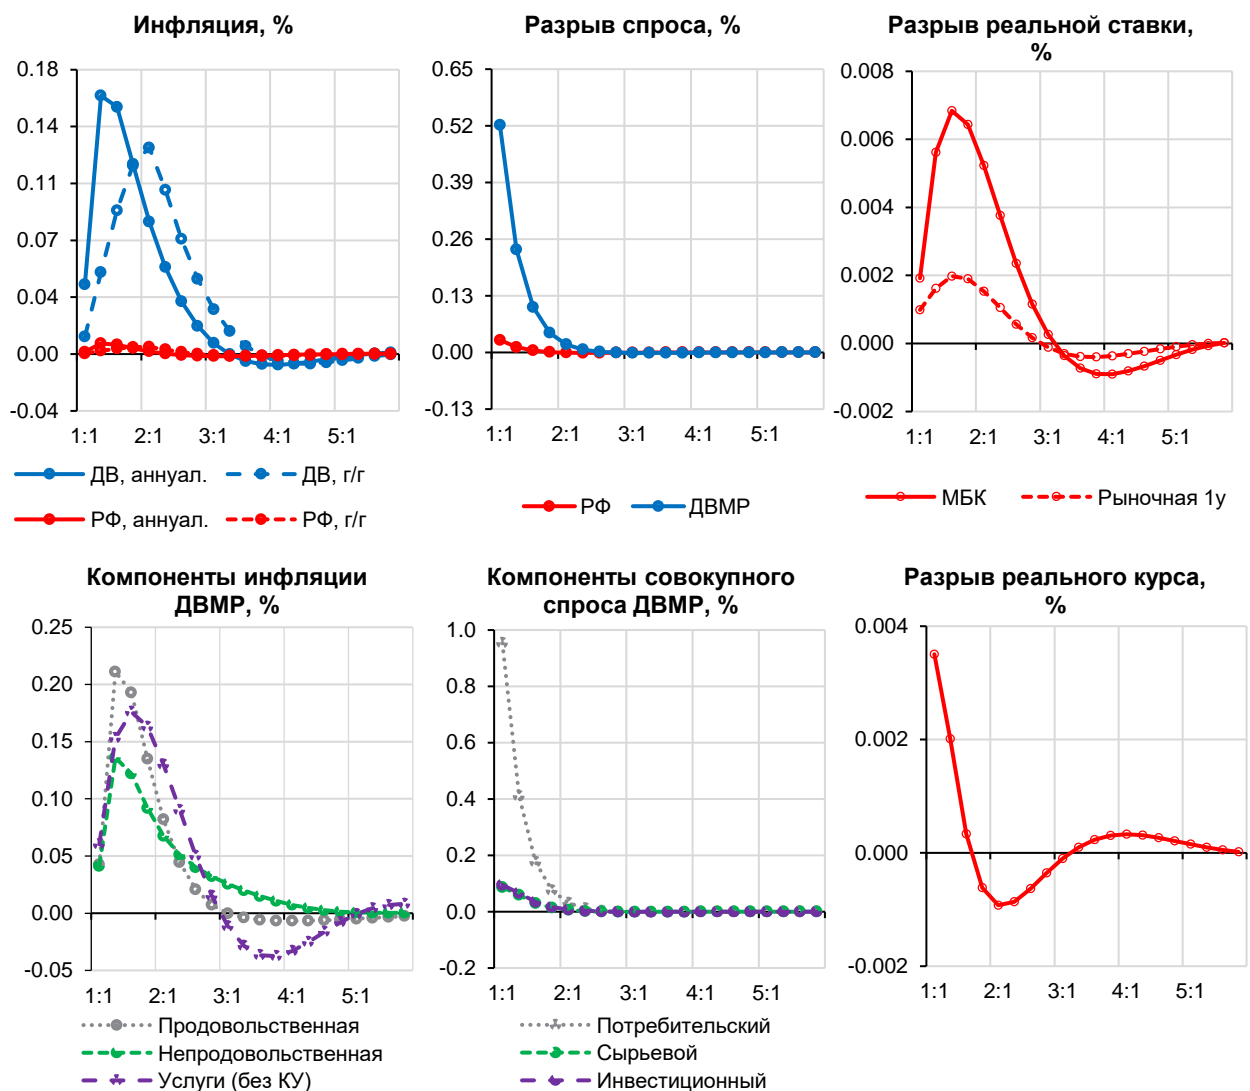 Инфляция, %
0.18
0.14
0.11
0.07
0.04
0.00
-0.04
1:1 2:1 3:1 4:1 5:1
ДВ, аннуал. ДВ, г/г
РФ, аннуал. РФ, г/г
Разрыв спроса, %
0.65
0.52
0.39
0.26
0.13
0.00
-0.13
1:1 2:1 3:1 4:1 5:1
РФ ДВМР
Разрыв реальной ставки,
%
0.008
0.006
0.004
0.002
0.000
-0.002
1:1 2:1 3:1 4:1 5:1
МБК Рыночная 1у
Компоненты инфляции
ДВМР, %
0.25
0.20
0.15
0.10
0.05
0.00
-0.05
1:1 2:1 3:1 4:1 5:1
Продовольственная
Непродовольственная
Услуги (без КУ)
Компоненты совокупного
спроса ДВМР, %
1.0
0.8
0.6
0.4
0.2
0.0
-0.2
1:1 2:1 3:1 4:1 5:1
Потребительский
Сырьевой
Инвестиционный
Разрыв реального курса,
%
0.004
0.002
0.000
-0.002
1:1 2:1 3:1 4:1 5:1